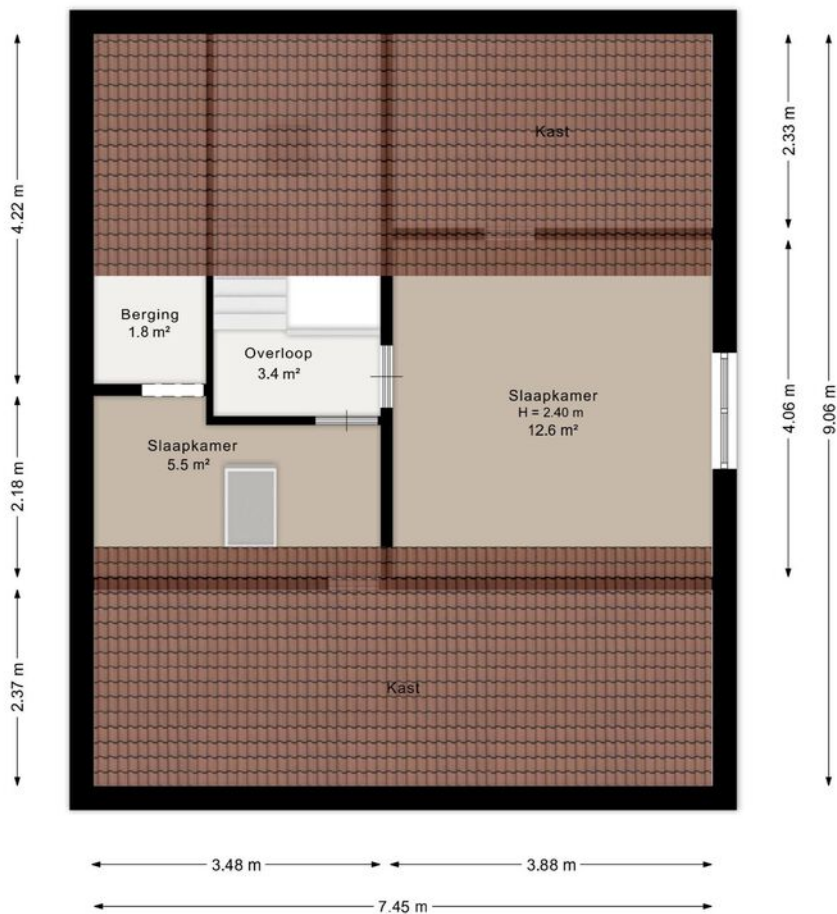 Kast
2.33 m
4.22 m
Berging
1.8 m²
Overloop
3.4 m²
Slaapkamer
H = 2.40 m
12.6 m²
4.06 m
9.06 m
Slaapkamer
5.5 m²
2.18 m
2.37 m
Kast
3.48 m
3.88 m
7.45 m